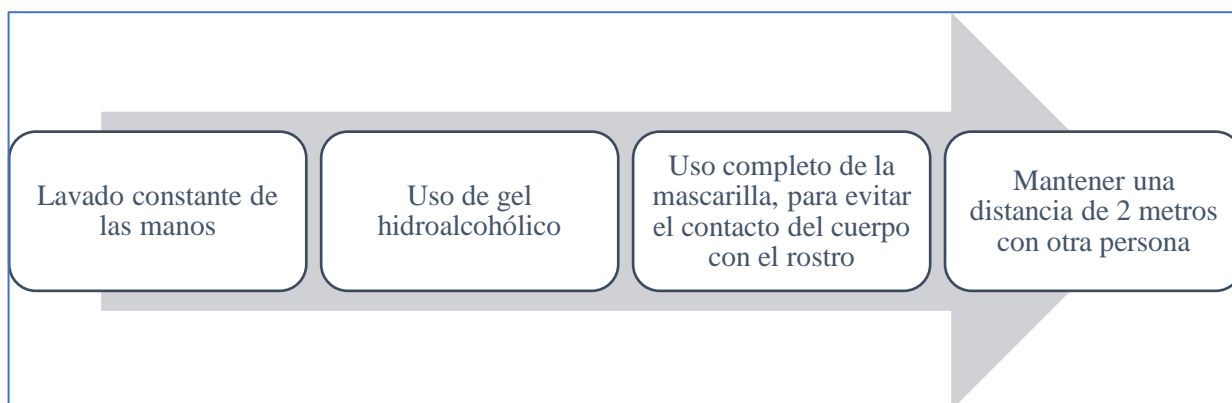 Lavado constante de
las manos
Uso de gel
hidroalcohólico
Uso completo de la
mascarilla, para evitar
el contacto del cuerpo
con el rostro
Mantener una
distancia de 2 metros
con otra persona